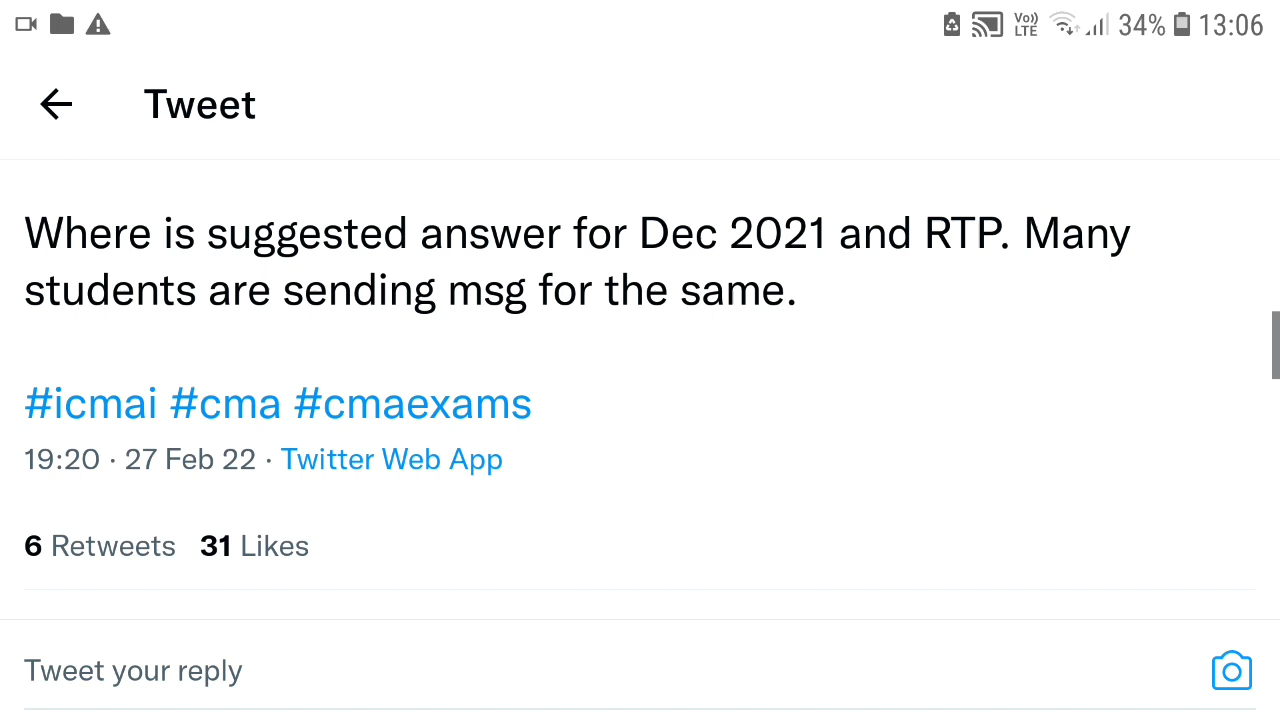 Vo)) LTE 34% 13:06
Tweet
Where is suggested answer for Dec 2021 and RTP. Many
students are sending msg for the same.
#icmai #cma #cmaexams
19:20 · 27 Feb 22 · Twitter Web App
6 Retweets 31 Likes
Tweet your reply